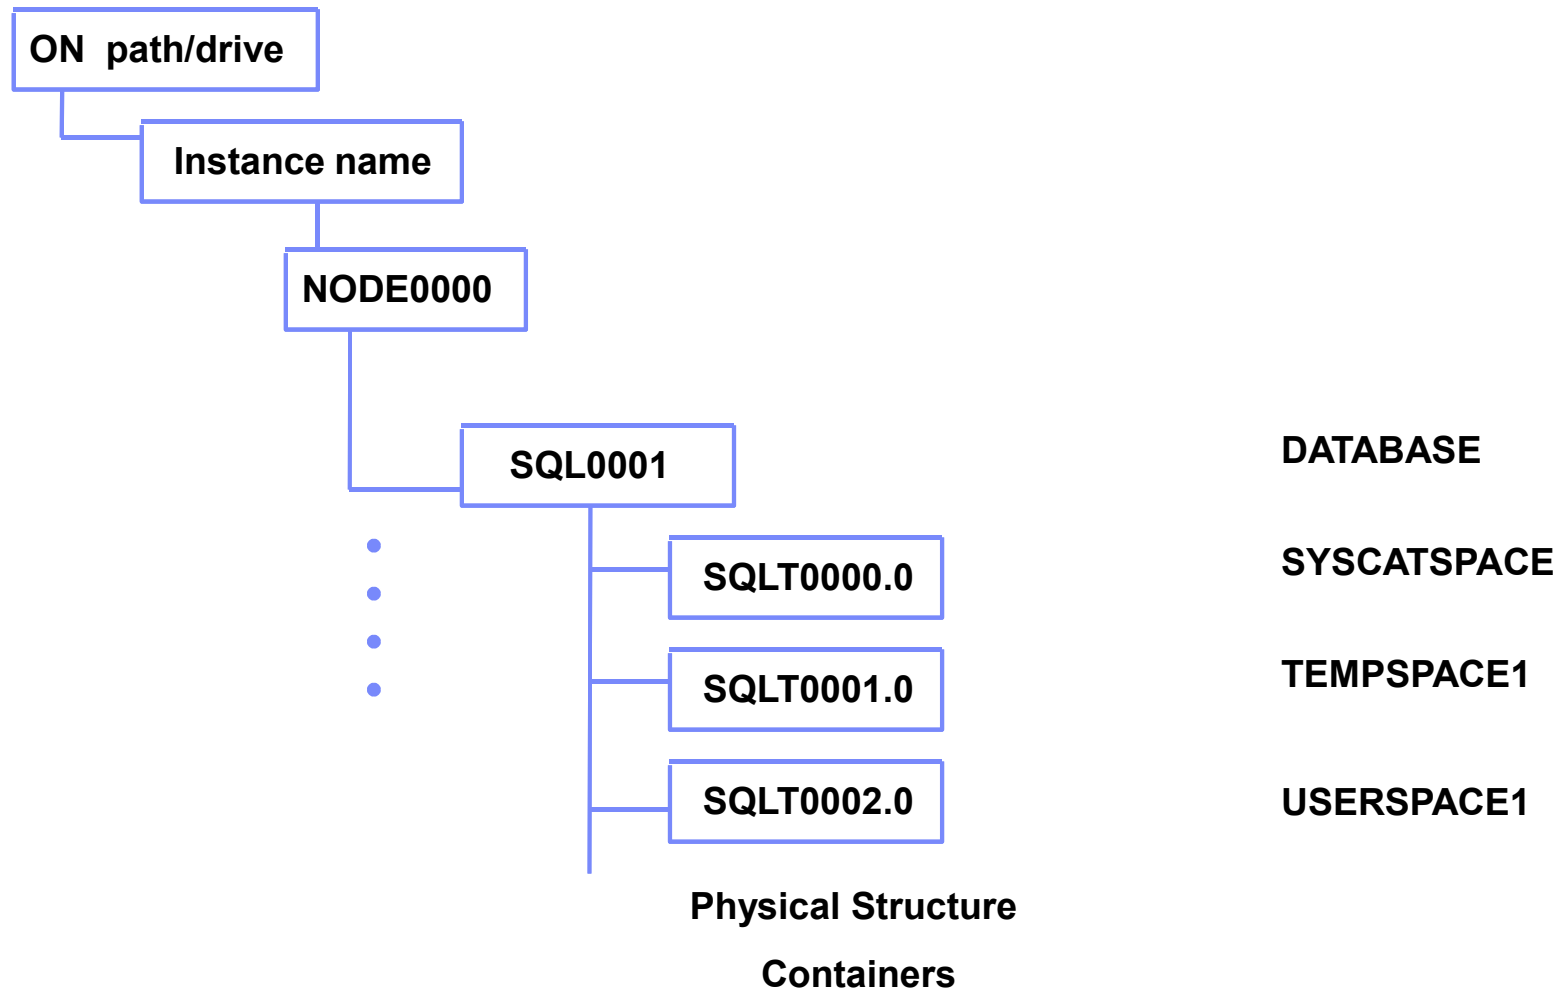 ON path/drive
Instance name
NODE0000
SQL0001
DATABASE
SQLT0000.0
SYSCATSPACE
SQLT0001.0
TEMPSPACE1
SQLT0002.0
USERSPACE1
Physical Structure
Containers